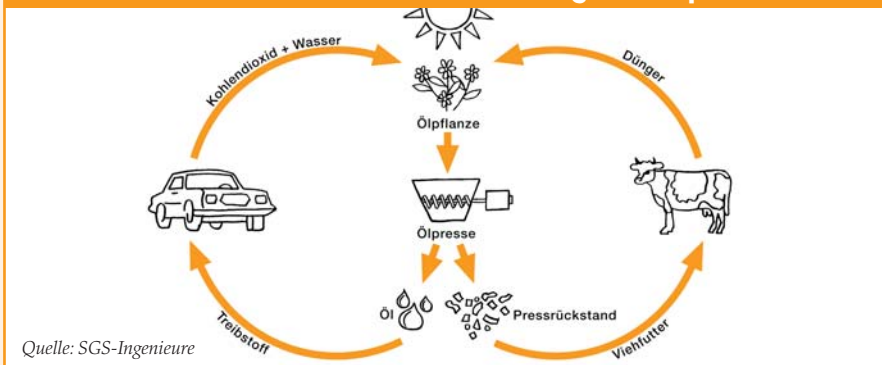 Kohlendioxid + Wasser
Dünger
Ölpflanze
Ölpresse
Öl
Pressrückstand
Treibstoff
Viehfutter
Quelle: SGS-Ingenieure